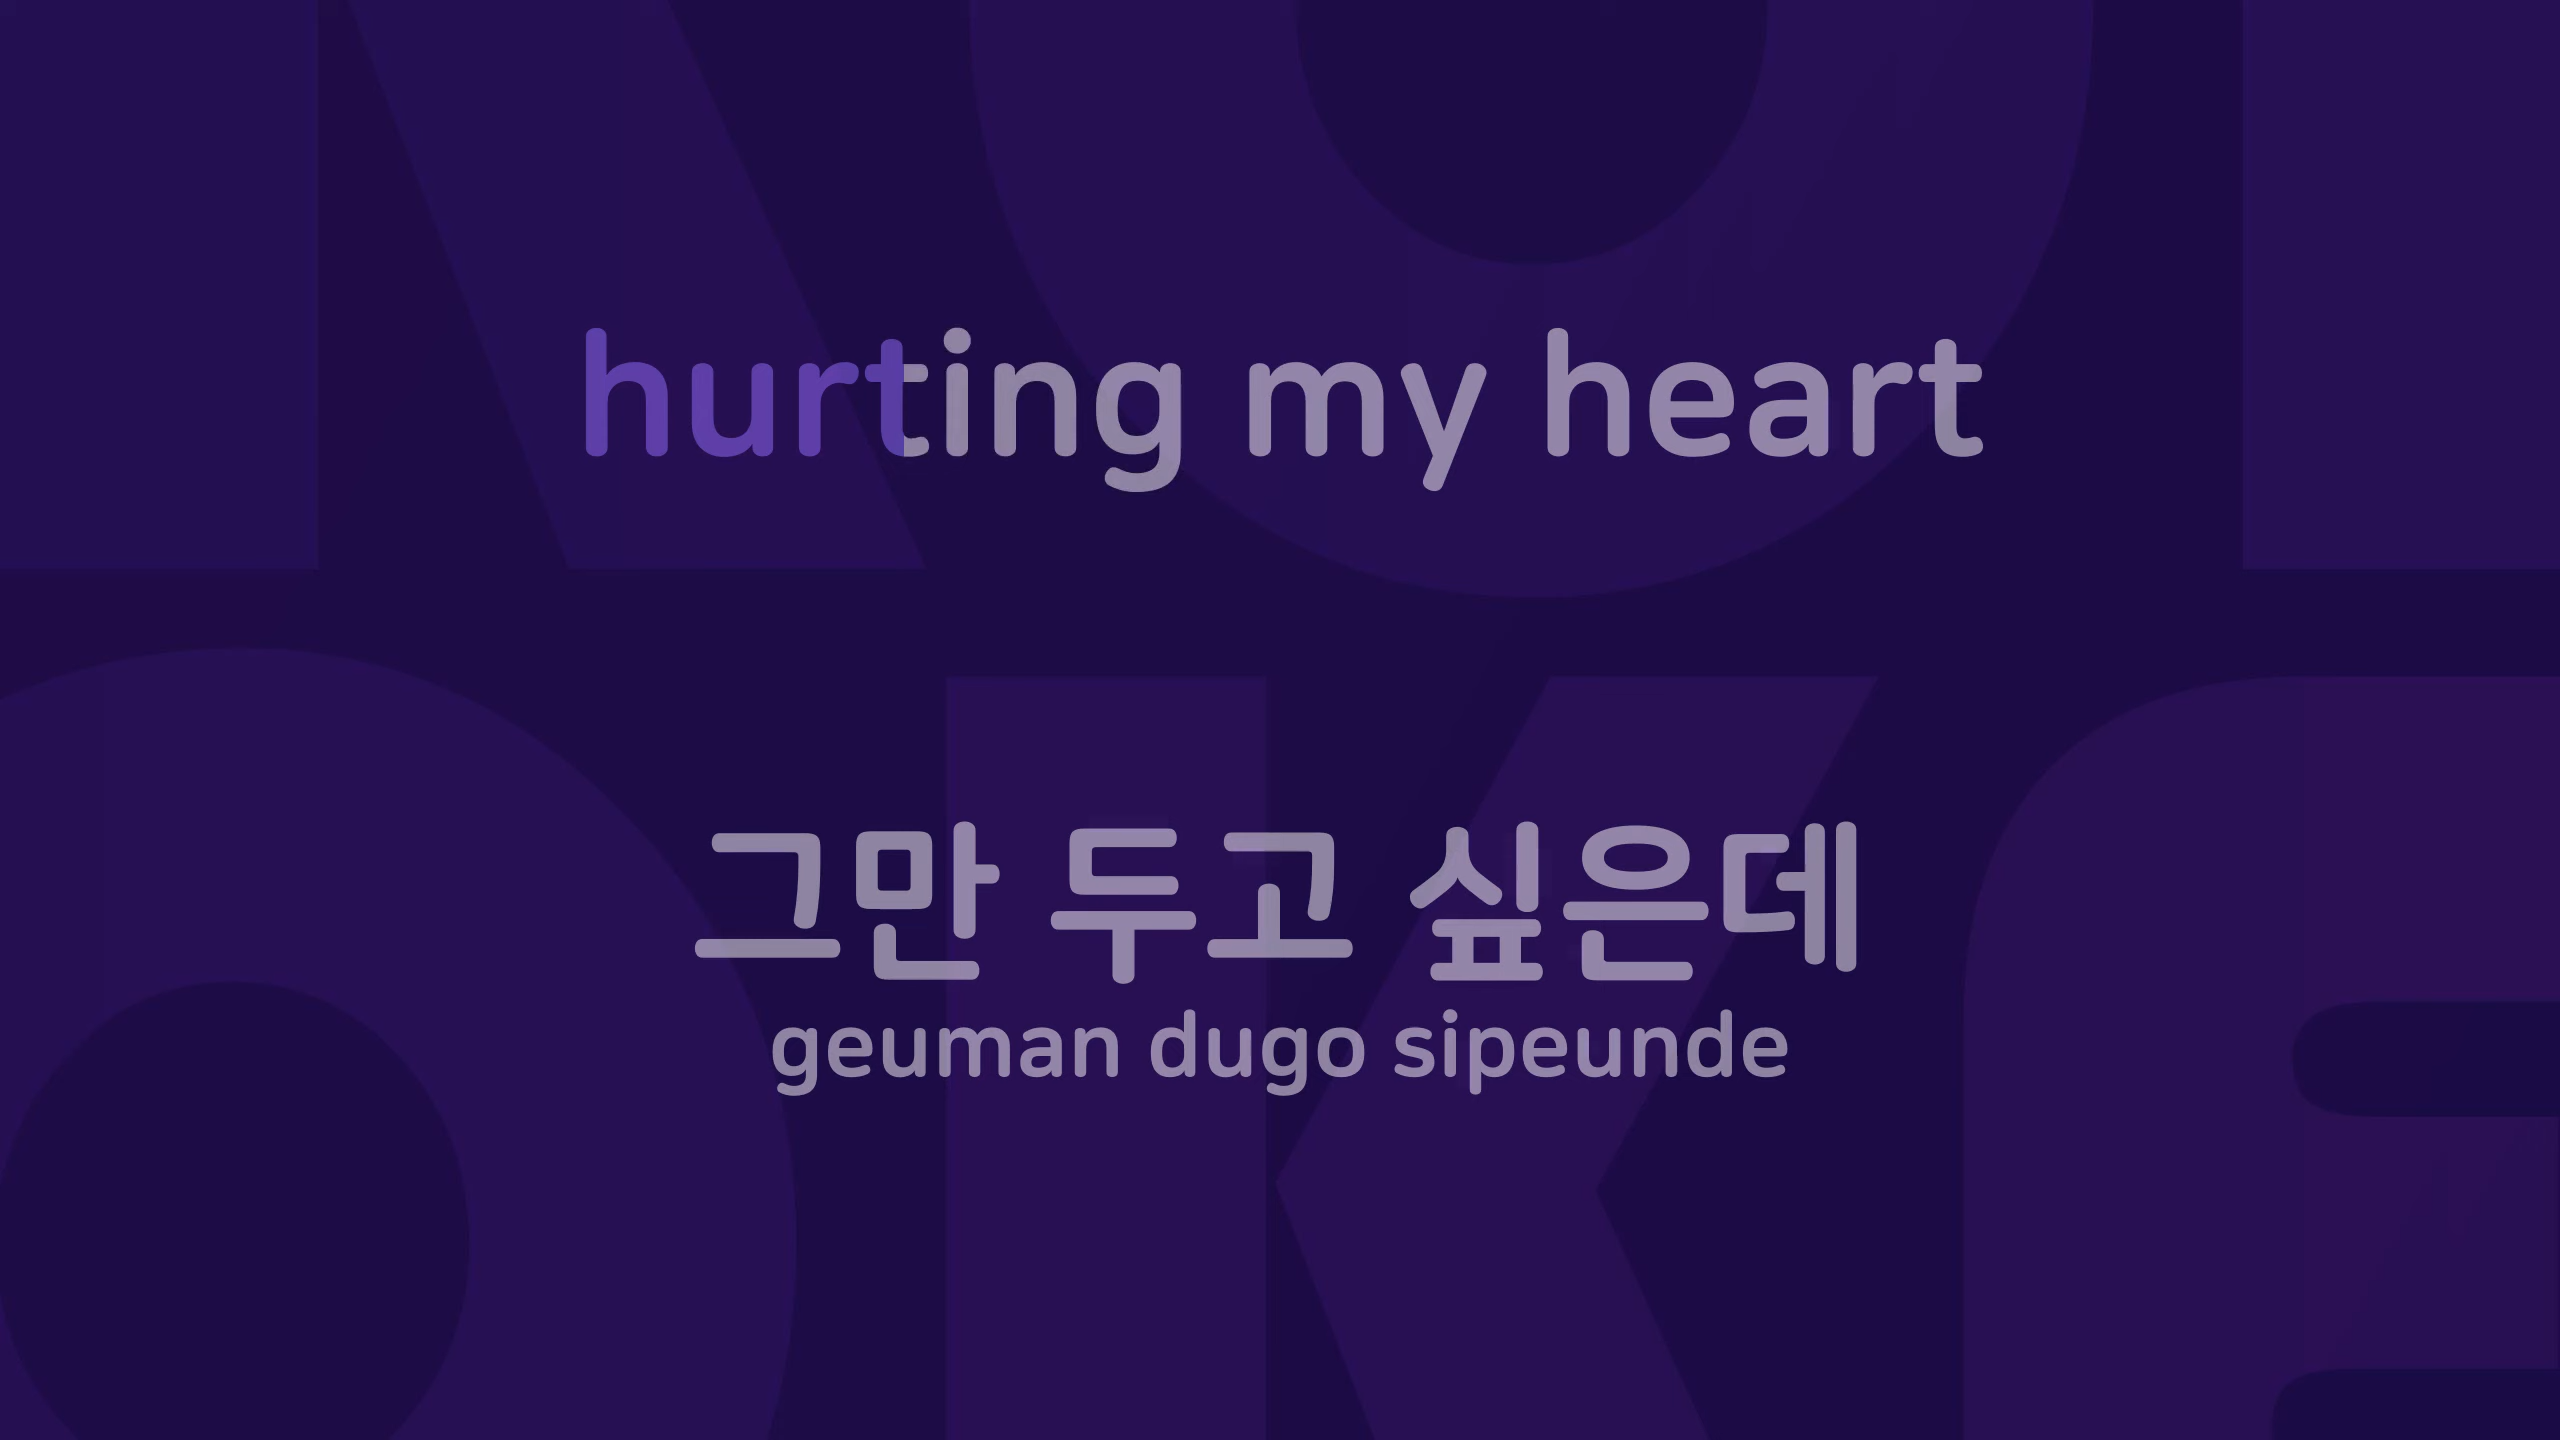 hurting my heart
그만 두고 싶은데
geuman dugo sipeunde